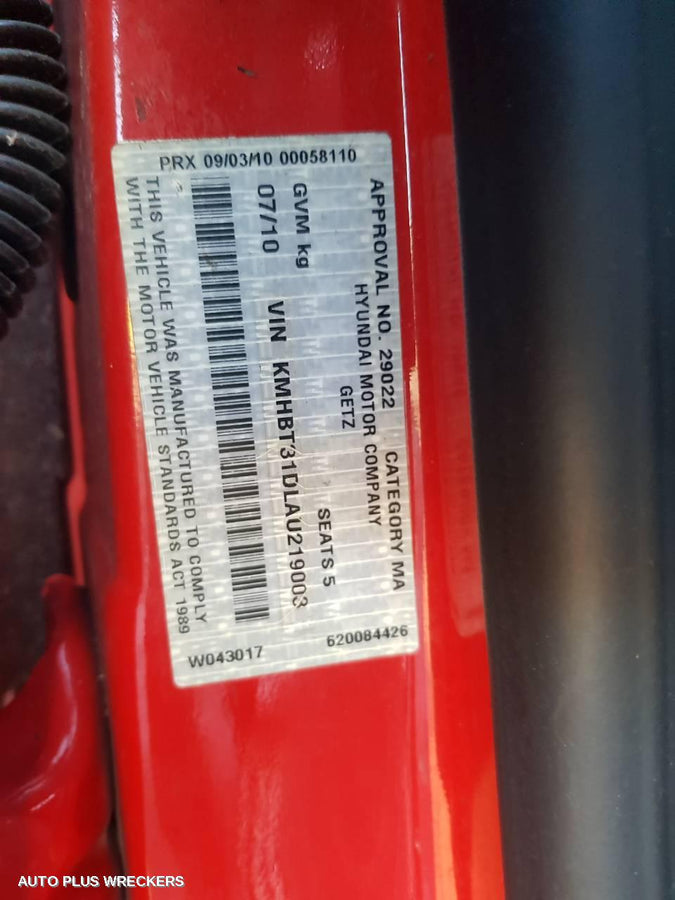 PRX 09/03/10 00058110
APPROVAL NO. 29022 CATEGORY MA
HYUNDAI MOTOR COMPANY
GETZ
GVM kg SEATS 5
07/10 VIN KMHBT31DLAU219003
THIS VEHICLE WAS MANUFACTURED TO COMPLY
WITH THE MOTOR VEHICLE STANDARDS ACT 1989
W043017 620084426
AUTO PLUS WRECKERS